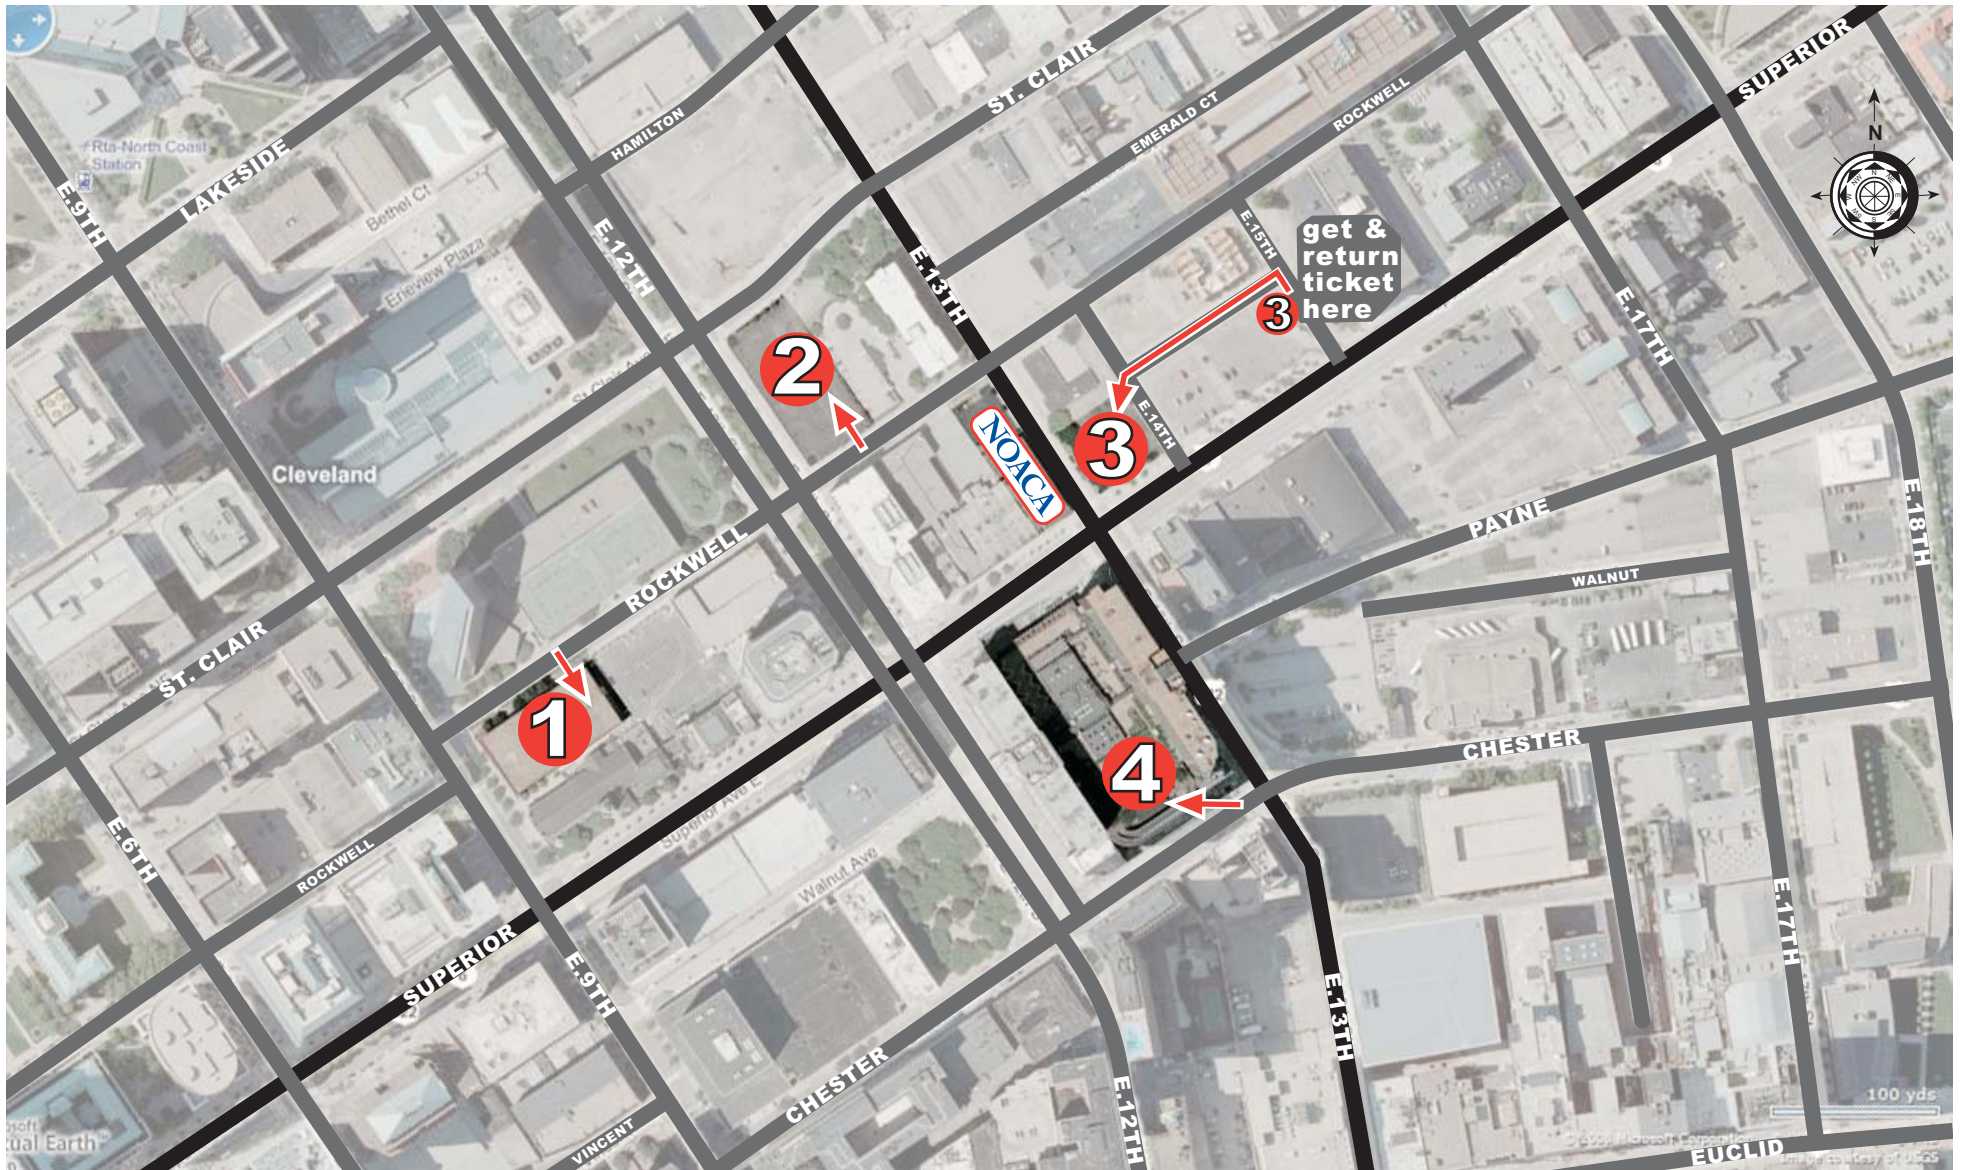 ST. CLAIR
SUPERIOR
HAMILTON
EMERALD CT
ROCKWELL
N
Rta-North Coast
Station
LAKESIDE
Bethel Ct
E.9TH
E.12TH
Erieview Plaza
E.13TH
E.15TH
get &
return
ticket
here
3
E.17TH
2
3
E.14TH
NOACA
Cleveland
PAYNE
E.18TH
WALNUT
ROCKWELL
ST. CLAIR
1
4
CHESTER
Superior Ave E
E.6TH
ROCKWELL
Walnut Ave
SUPERIOR
E.9TH
E.17TH
E.13TH
CHESTER
E.12TH
VINCENT
100 yds
EUCLID